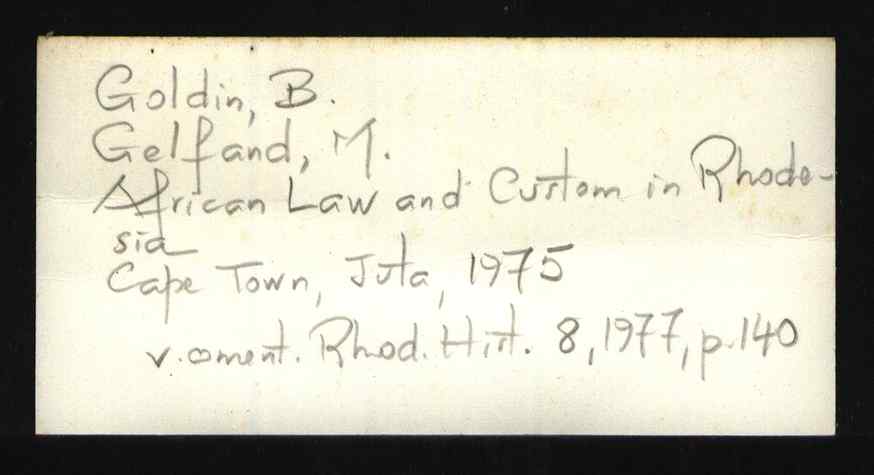 Goldin, B.
Gelfand, M.
African Law and Custom in Rhode-
sia
Cape Town, Juta, 1975
v. coment. Rhod. Hist. 8, 1977, p. 140